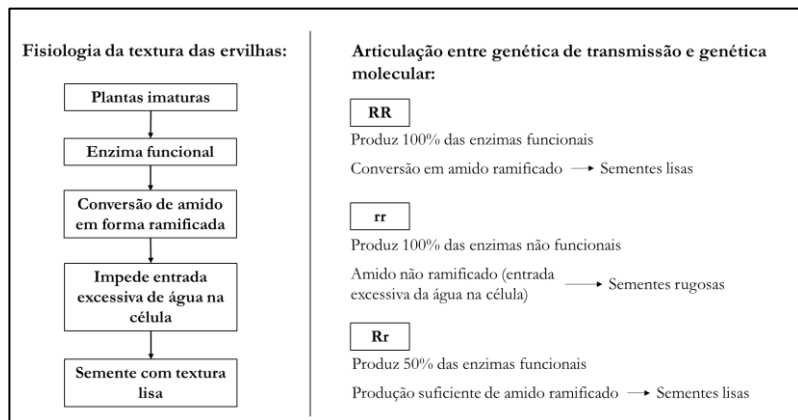 Fisiologia da textura das ervilhas:
Plantas imaturas
Enzima funcional
Conversão de amido
em forma ramificada
Impede entrada
excessiva de água na
célula
Semente com textura
lisa
Articulação entre genética de transmissão e genética
molecular:
RR
Produz 100% das enzimas funcionais
Conversão em amido ramificado → Sementes lisas
rr
Produz 100% das enzimas não funcionais
Amido não ramificado (entrada
excessiva da água na célula) → Sementes rugosas
Rr
Produz 50% das enzimas funcionais
Produção suficiente de amido ramificado → Sementes lisas